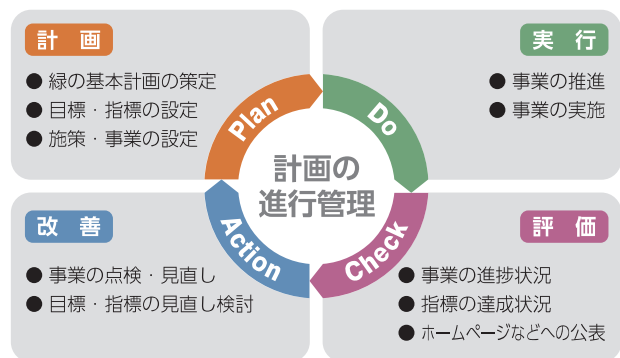 計画
● 緑の基本計画の策定
● 目標・指標の設定
● 施策・事業の設定
実行
● 事業の推進
● 事業の実施
Plan
Do
計画の
進行管理
Action
Check
改善
● 事業の点検・見直し
● 目標・指標の見直し検討
評価
● 事業の進捗状況
● 指標の達成状況
● ホームページなどへの公表